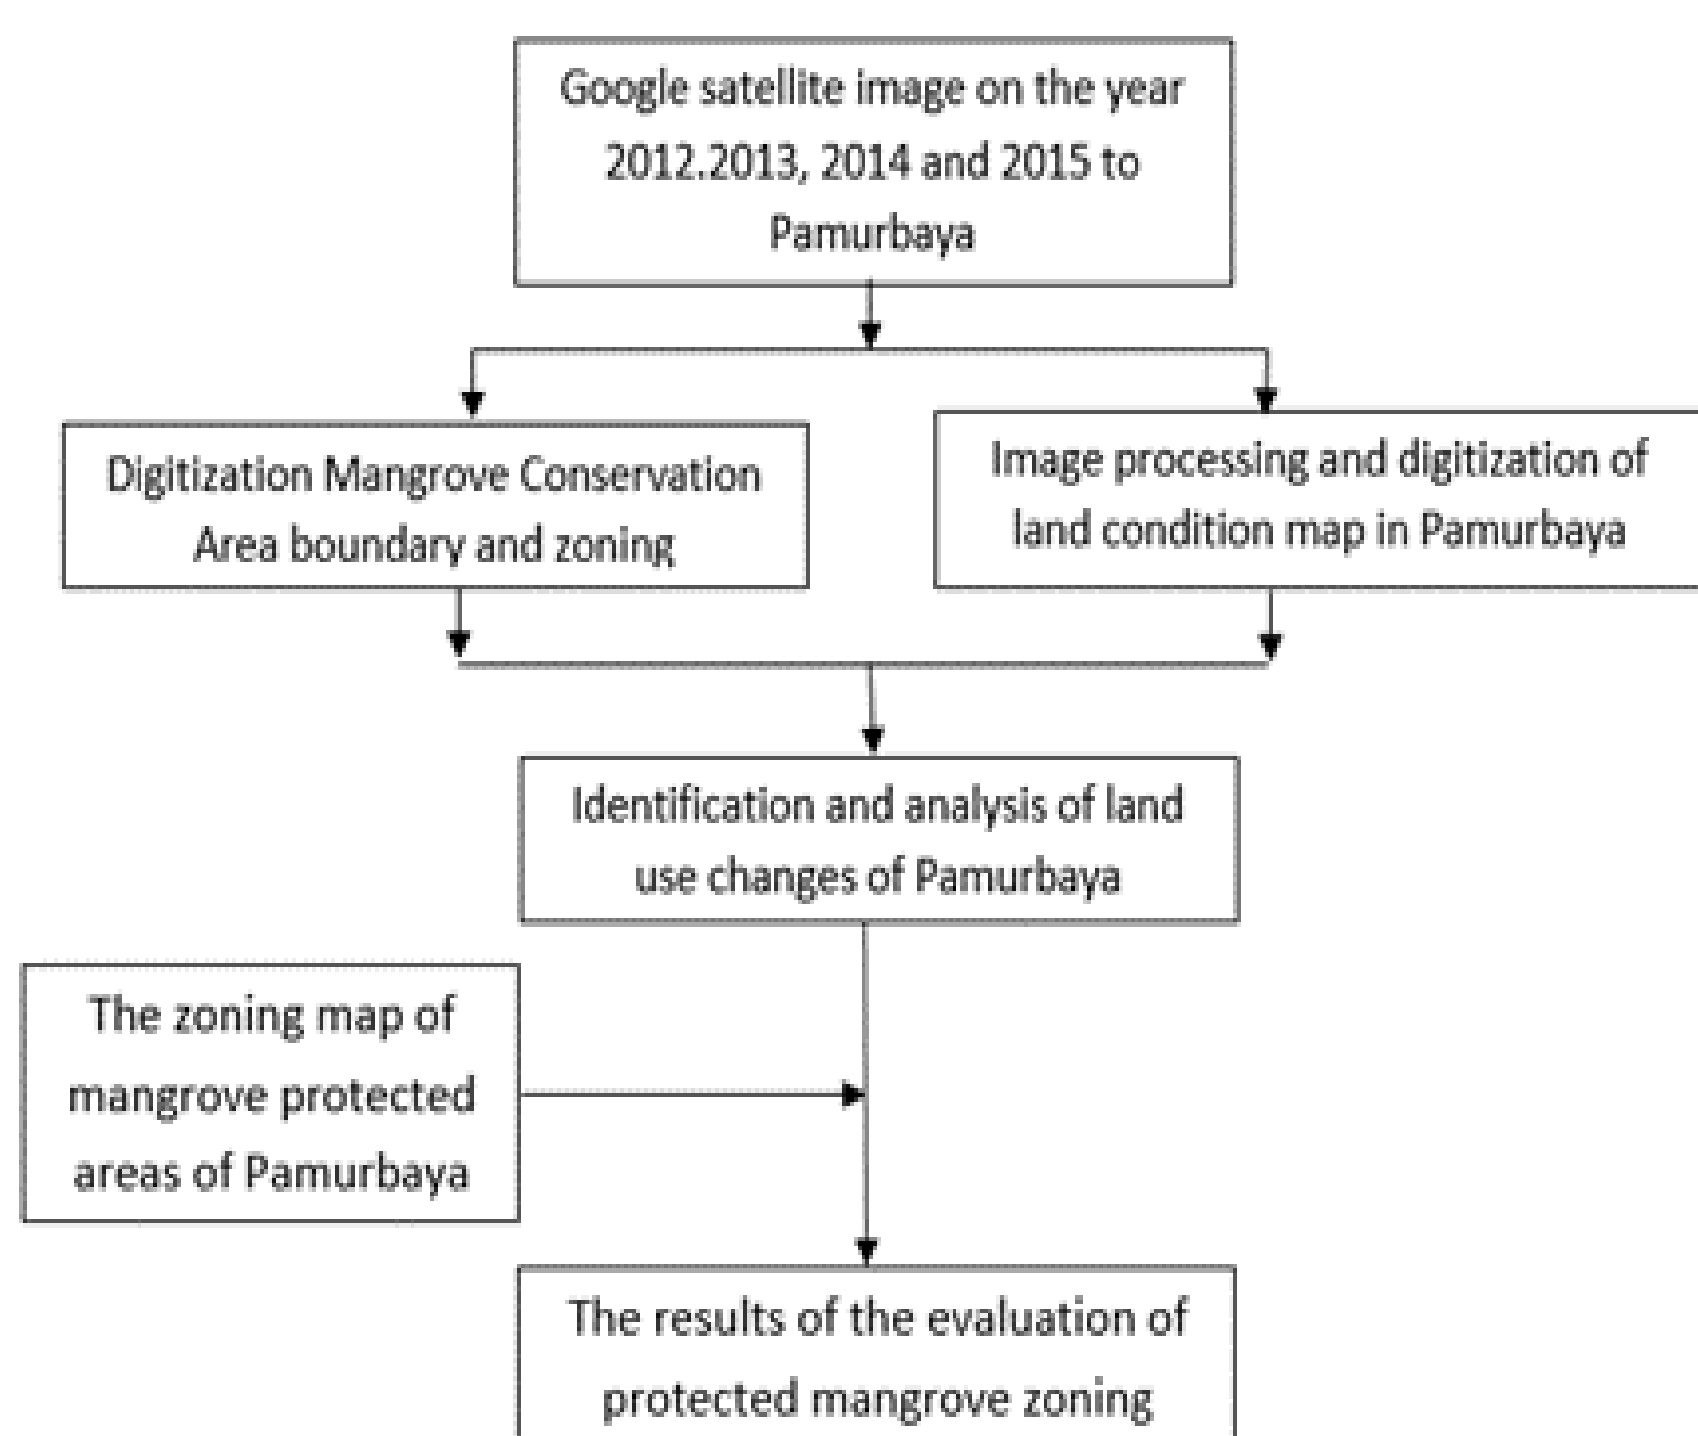 Google satellite image on the year
2012.2013, 2014 and 2015 to
Pamurbaya
Digitization Mangrove Conservation
Area boundary and zoning
Image processing and digitization of
land condition map in Pamurbaya
Identification and analysis of land
use changes of Pamurbaya
The zoning map of
mangrove protected
areas of Pamurbaya
The results of the evaluation of
protected mangrove zoning